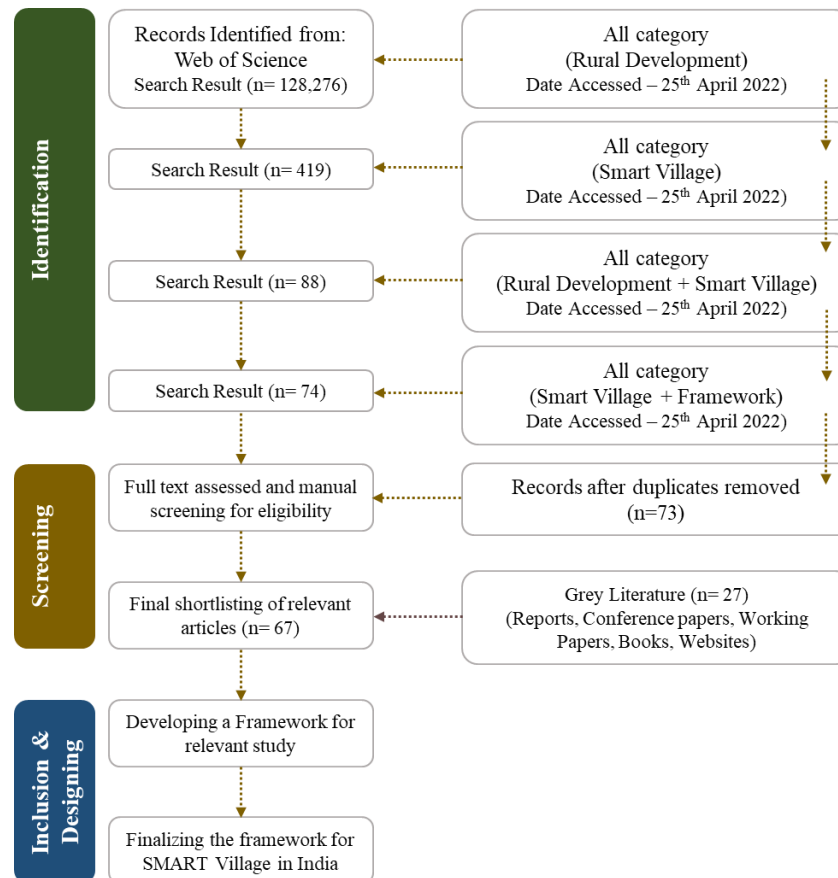 Identification
Records Identified from:
Web of Science
Search Result (n= 128,276)
All category
(Rural Development)
Date Accessed – 25th April 2022)
Search Result (n= 419)
All category
(Smart Village)
Date Accessed – 25th April 2022)
Search Result (n= 88)
All category
(Rural Development + Smart Village)
Date Accessed – 25th April 2022)
Search Result (n= 74)
All category
(Smart Village + Framework)
Date Accessed – 25th April 2022)
Screening
Full text assessed and manual
screening for eligibility
Records after duplicates removed
(n=73)
Final shortlisting of relevant
articles (n= 67)
Grey Literature (n= 27)
(Reports, Conference papers, Working
Papers, Books, Websites)
Inclusion &
Designing
Developing a Framework for
relevant study
Finalizing the framework for
SMART Village in India